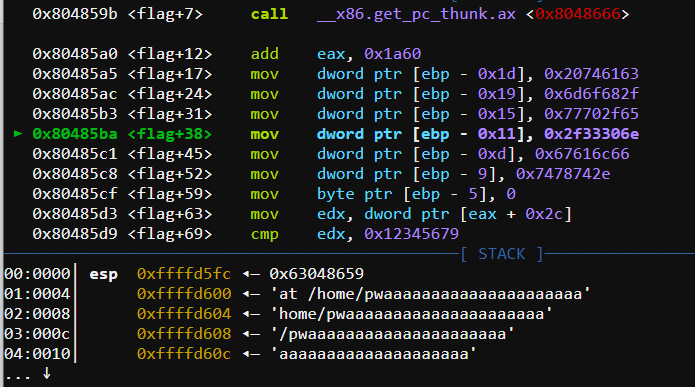 0x804859b <flag+7> call __x86.get_pc_thunk.ax <0x8048666>
0x80485a0 <flag+12> add eax, 0x1a60
0x80485a5 <flag+17> mov dword ptr [ebp - 0x1d], 0x20746163
0x80485ac <flag+24> mov dword ptr [ebp - 0x19], 0x6d6f682f
0x80485b3 <flag+31> mov dword ptr [ebp - 0x15], 0x77702f65
► 0x80485ba <flag+38> mov dword ptr [ebp - 0x11], 0x2f33306e
0x80485c1 <flag+45> mov dword ptr [ebp - 0xd], 0x67616c66
0x80485c8 <flag+52> mov dword ptr [ebp - 9], 0x7478742e
0x80485cf <flag+59> mov byte ptr [ebp - 5], 0
0x80485d3 <flag+63> mov edx, dword ptr [eax + 0x2c]
0x80485d9 <flag+69> cmp edx, 0x12345679
[ STACK ]
00:0000│ esp 0xffffd5fc ◂— 0x63048659
01:0004│ 0xffffd600 ◂— 'at /home/pwaaaaaaaaaaaaaaaaaaaaaa'
02:0008│ 0xffffd604 ◂— 'home/pwaaaaaaaaaaaaaaaaaaaaaa'
03:000c│ 0xffffd608 ◂— '/pwaaaaaaaaaaaaaaaaaaaaaa'
04:0010│ 0xffffd60c ◂— 'aaaaaaaaaaaaaaaaaaaaa'
... ↓